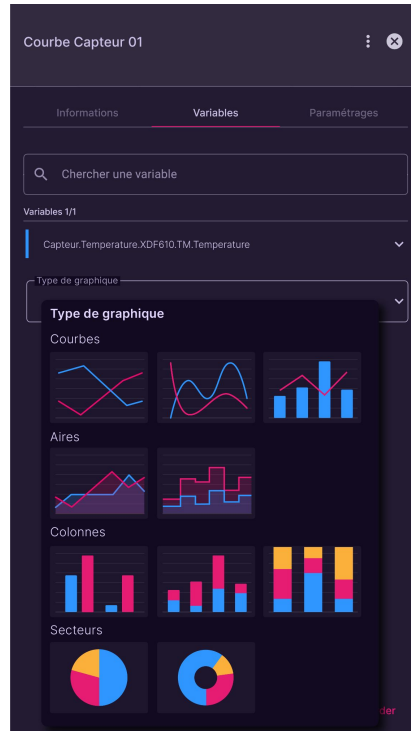 Courbe Capteur 01
Informations Variables Paramétrages
Chercher une variable
Variables 1/1
Capteur.Temperature.XDF610.TM.Temperature
Type de graphique
Type de graphique
Courbes
Aires
Colonnes
Secteurs
der